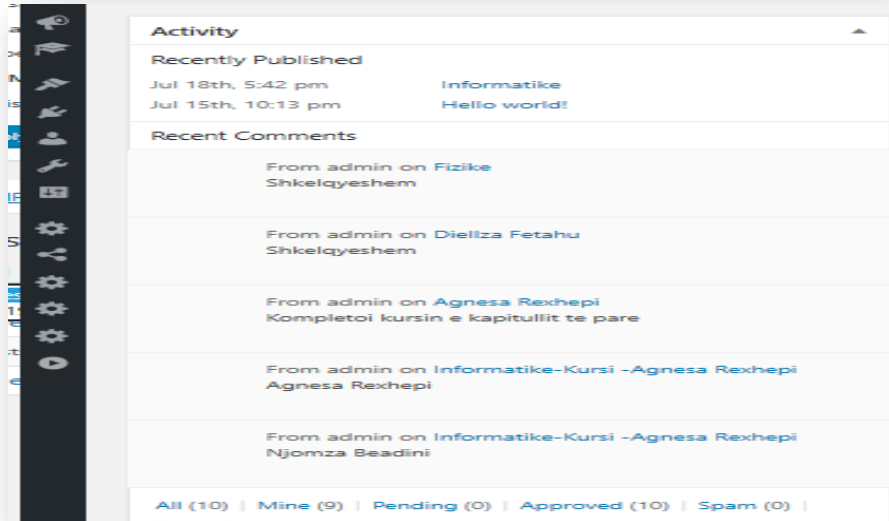 Activity
Recently Published
Jul 18th, 5:42 pm Informatike
Jul 15th, 10:13 pm Hello world!
Recent Comments
From admin on Fizike
Shkelqyeshem
From admin on Diellza Fetahu
Shkelqyeshem
From admin on Agnesa Rexhepi
Kompletoi kursin e kapitullit te pare
From admin on Informatike-Kursi -Agnesa Rexhepi
Agnesa Rexhepi
From admin on Informatike-Kursi -Agnesa Rexhepi
Njomza Beadini
All (10) | Mine (9) | Pending (0) | Approved (10) | Spam (0) |